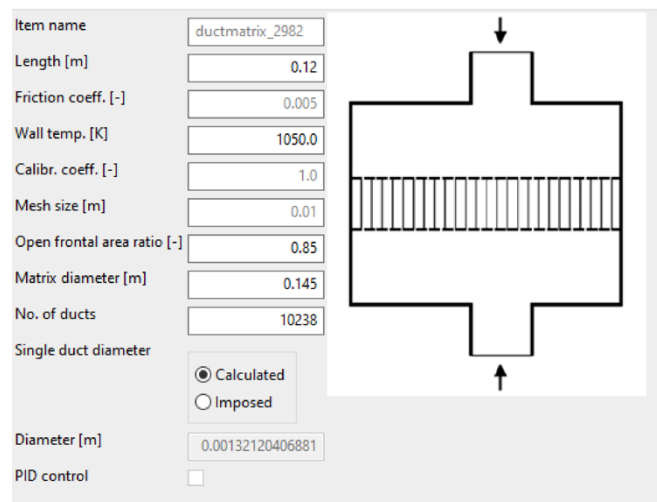 Item name ductmatrix_2982
Length [m] 0.12
Friction coeff. [-] 0.005
Wall temp. [K] 1050.0
Calibr. coeff. [-] 1.0
Mesh size [m] 0.01
Open frontal area ratio [-] 0.85
Matrix diameter [m] 0.145
No. of ducts 10238
Single duct diameter
Calculated
Imposed
Diameter [m] 0.00132120406881
PID control